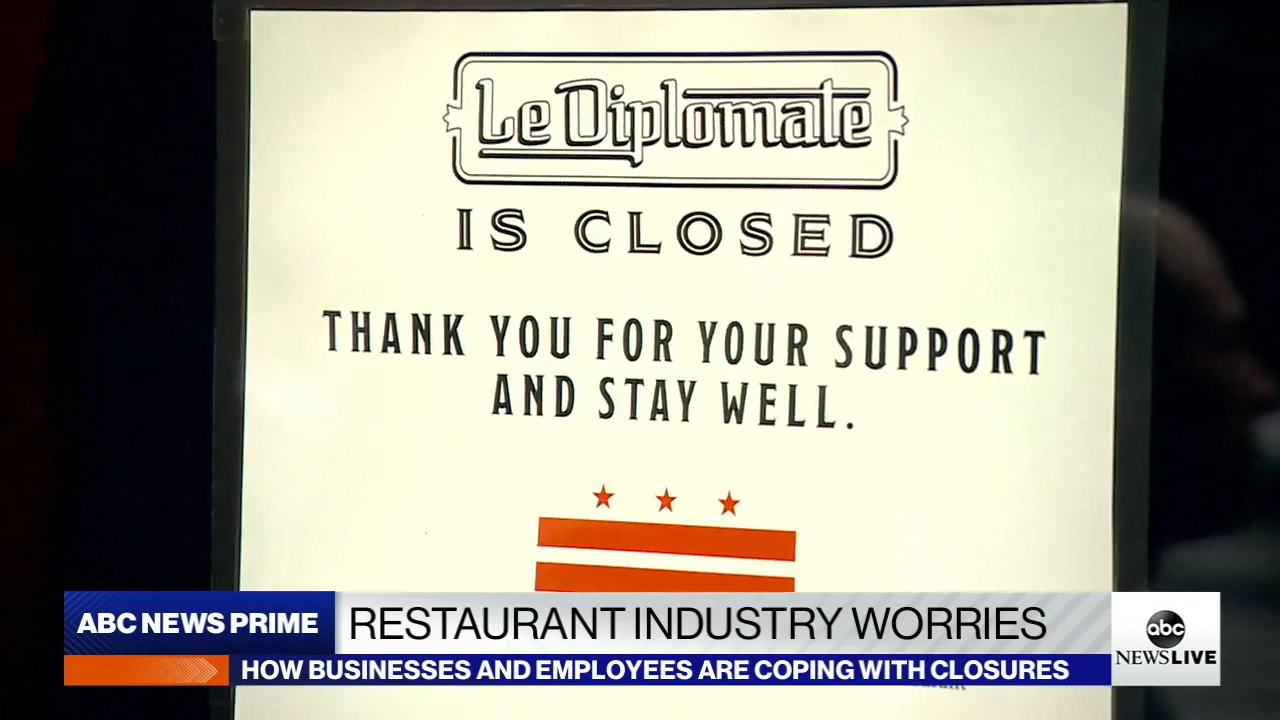 Le Diplomate
IS CLOSED
THANK YOU FOR YOUR SUPPORT
AND STAY WELL.
ABC NEWS PRIME
RESTAURANT INDUSTRY WORRIES
HOW BUSINESSES AND EMPLOYEES ARE COPING WITH CLOSURES
abc
NEWS LIVE